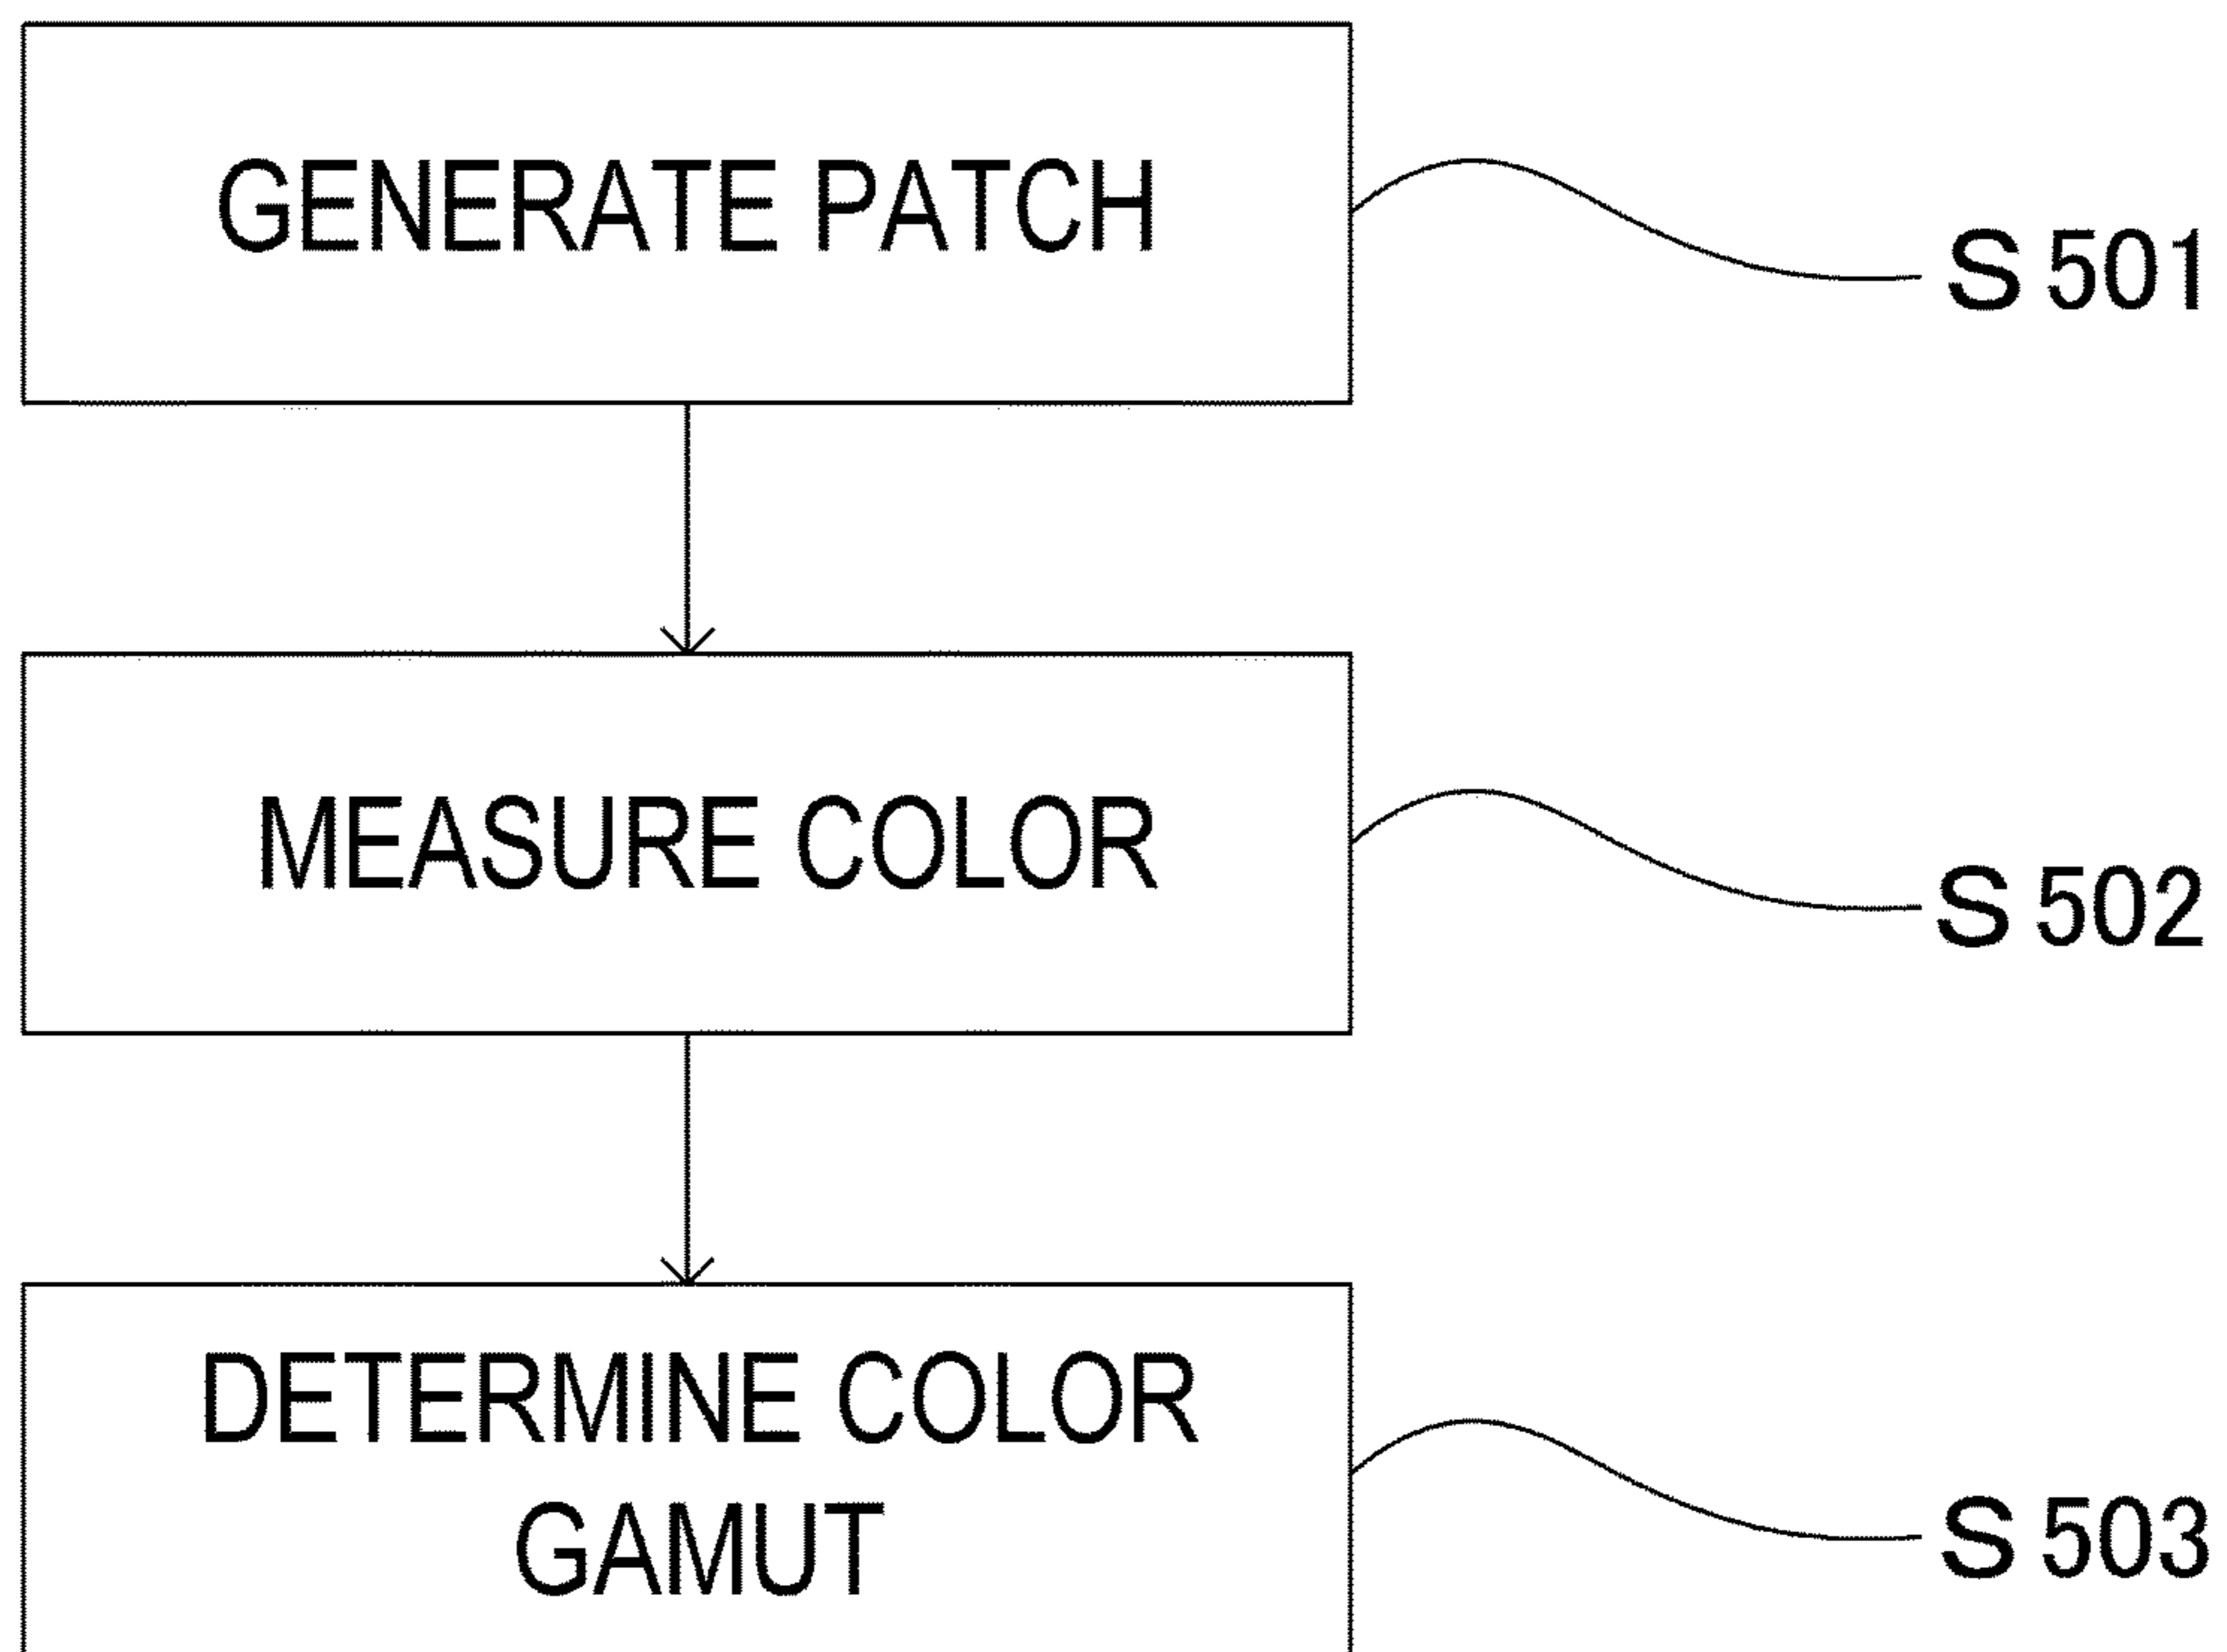 GENERATE PATCH
S 501
MEASURE COLOR
S 502
DETERMINE COLOR
GAMUT
S 503